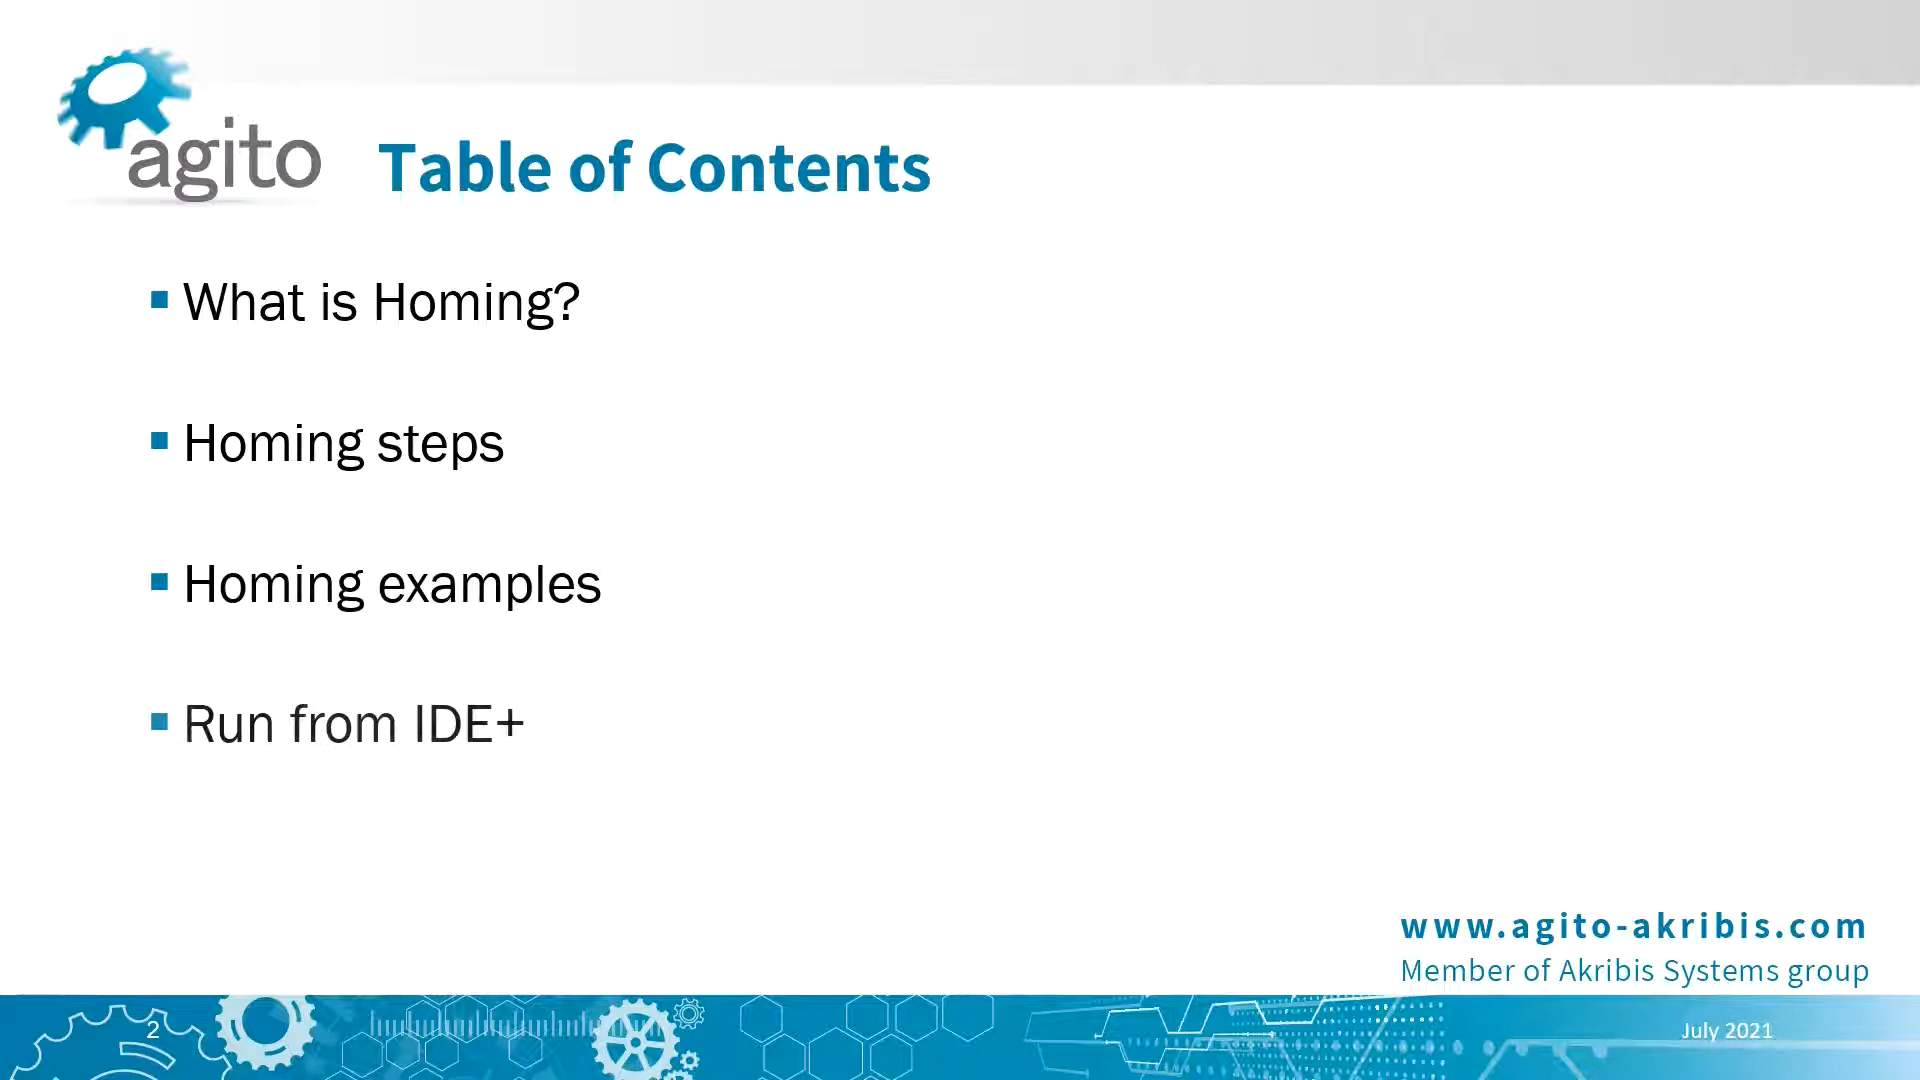 agito
Table of Contents
What is Homing?
Homing steps
Homing examples
Run from IDE+
www.agito-akribis.com
Member of Akribis Systems group
2
July 2021